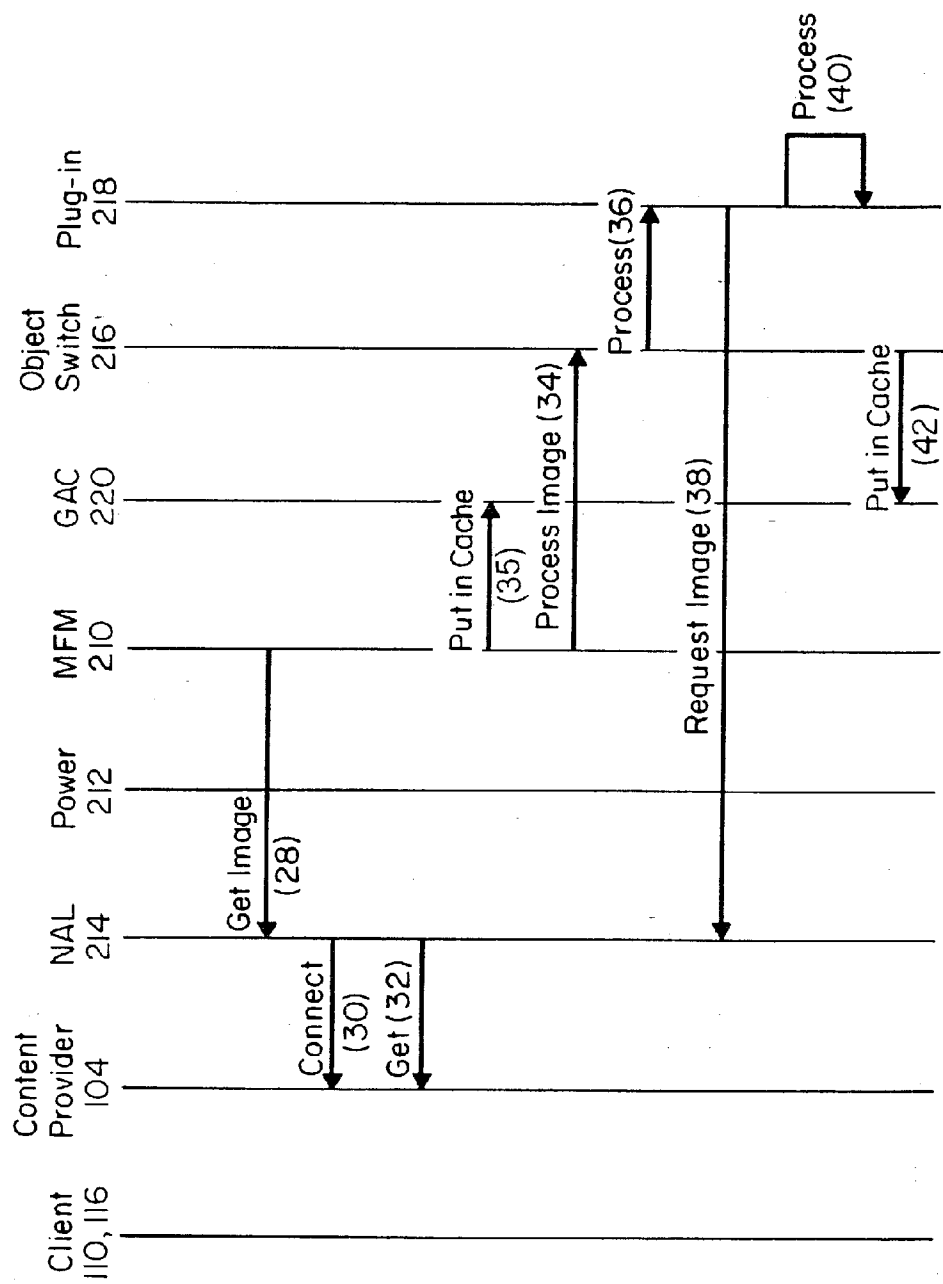 Client
110, 116
Content
Provider
104
NAL
214
Power
212
MFM
210
GAC
220
Object
Switch
216
Plug-in
218
Get Image
(28)
Connect
(30)
Get (32)
Put in Cache
(35)
Process Image (34)
Process(36)
Request Image (38)
Process
(40)
Put in Cache
(42)